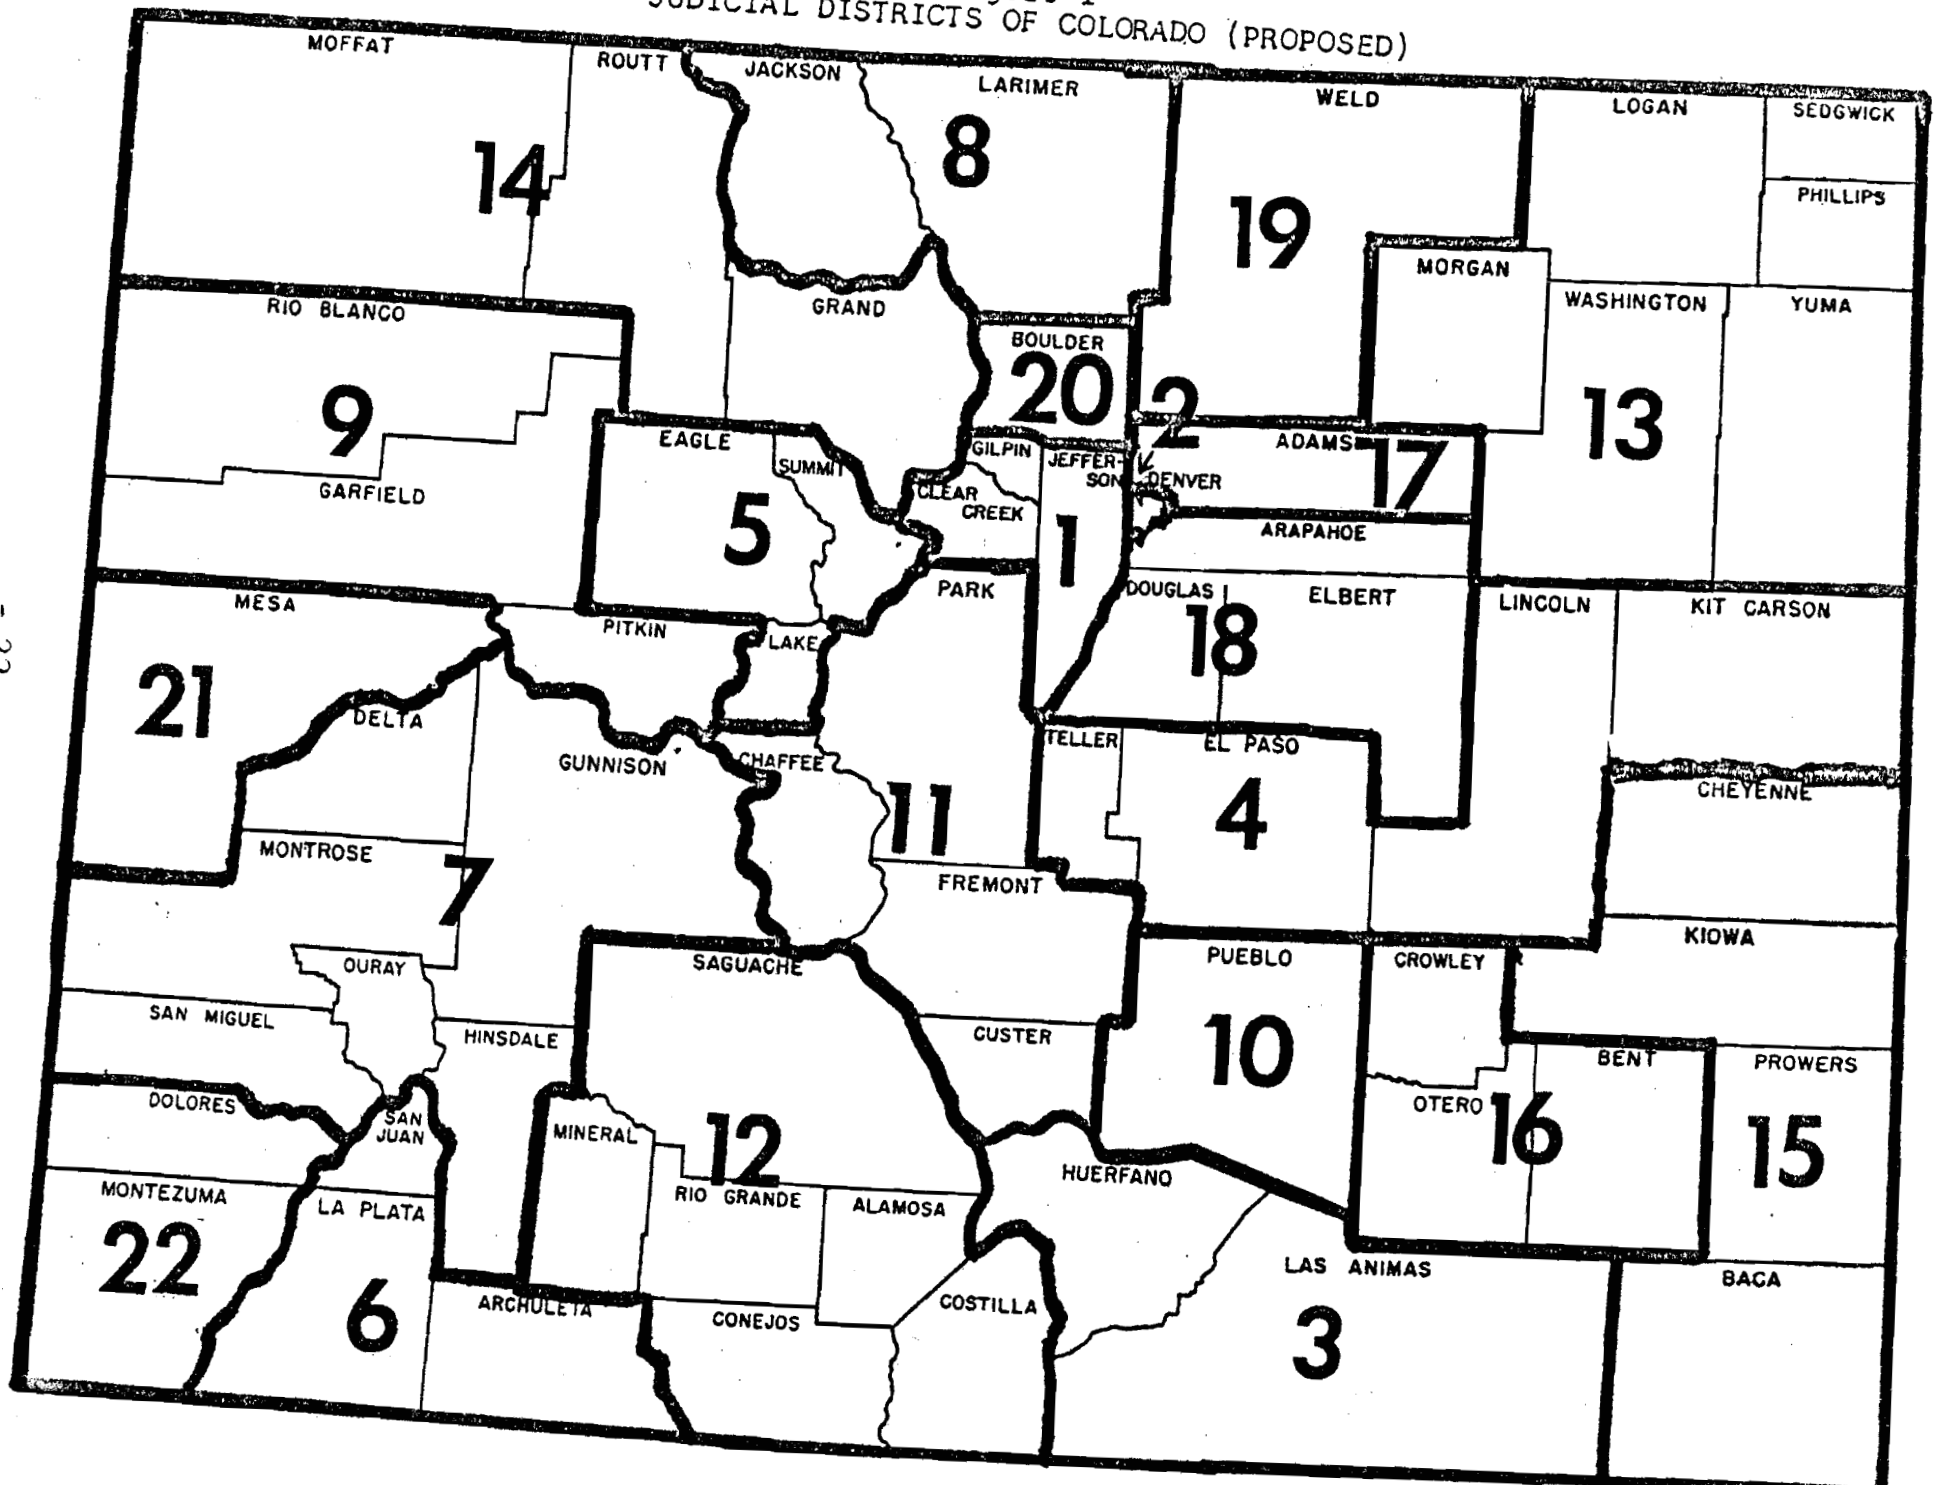 JUDICIAL DISTRICTS OF COLORADO (PROPOSED)
MOFFAT
ROUTT
JACKSON
LARIMER
WELD
LOGAN
SEDGWICK
14
8
19
PHILLIPS
MORGAN
RIO BLANCO
GRAND
WASHINGTON
YUMA
BOULDER
9
20
2
13
EAGLE
SUMMIT
GILPIN
JEFFER-
SON
ADAMS
17
DENVER
GARFIELD
CLEAR
CREEK
5
1
ARAPAHOE
MESA
PITKIN
PARK
DOUGLAS
ELBERT
LINCOLN
KIT CARSON
LAKE
18
21
DELTA
GUNNISON
CHAFFEE
TELLER
EL PASO
CHEYENNE
11
4
MONTROSE
7
FREMONT
OURAY
SAGUACHE
PUEBLO
CROWLEY
KIOWA
SAN MIGUEL
HINSDALE
CUSTER
10
BENT
PROWERS
DOLORES
SAN
JUAN
MINERAL
12
OTERO
16
15
MONTEZUMA
LA PLATA
RIO GRANDE
ALAMOSA
HUERFANO
22
6
ARCHULETA
CONEJOS
COSTILLA
LAS ANIMAS
BACA
3